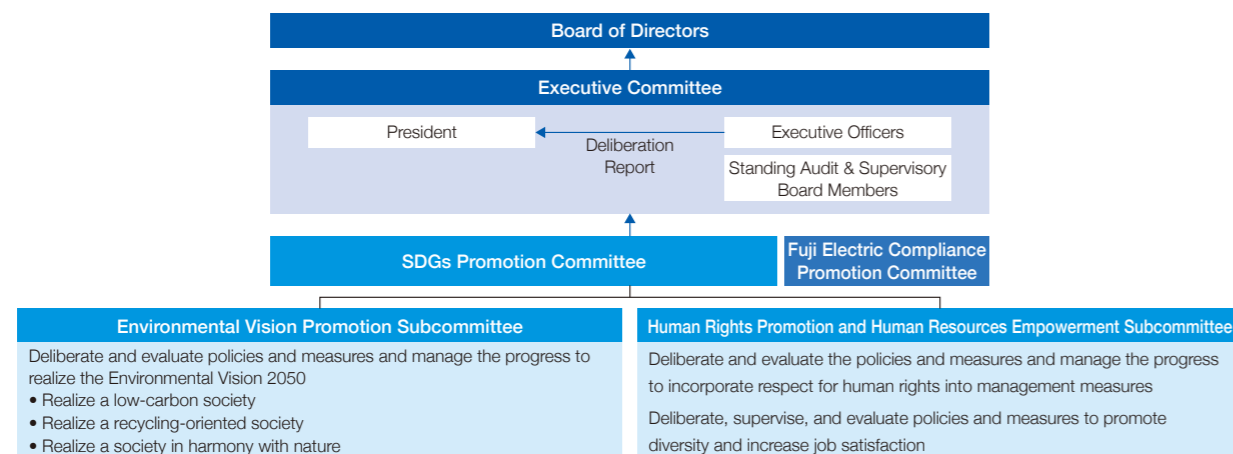 Board of Directors
Executive Committee
President
Deliberation
Report
Executive Officers
Standing Audit & Supervisory
Board Members
SDGs Promotion Committee
Fuji Electric Compliance
Promotion Committee
Environmental Vision Promotion Subcommittee
Deliberate and evaluate policies and measures and manage the progress to
realize the Environmental Vision 2050
• Realize a low-carbon society
• Realize a recycling-oriented society
• Realize a society in harmony with nature
Human Rights Promotion and Human Resources Empowerment Subcommittee
Deliberate and evaluate the policies and measures and manage the progress
to incorporate respect for human rights into management measures
Deliberate, supervise, and evaluate policies and measures to promote
diversity and increase job satisfaction